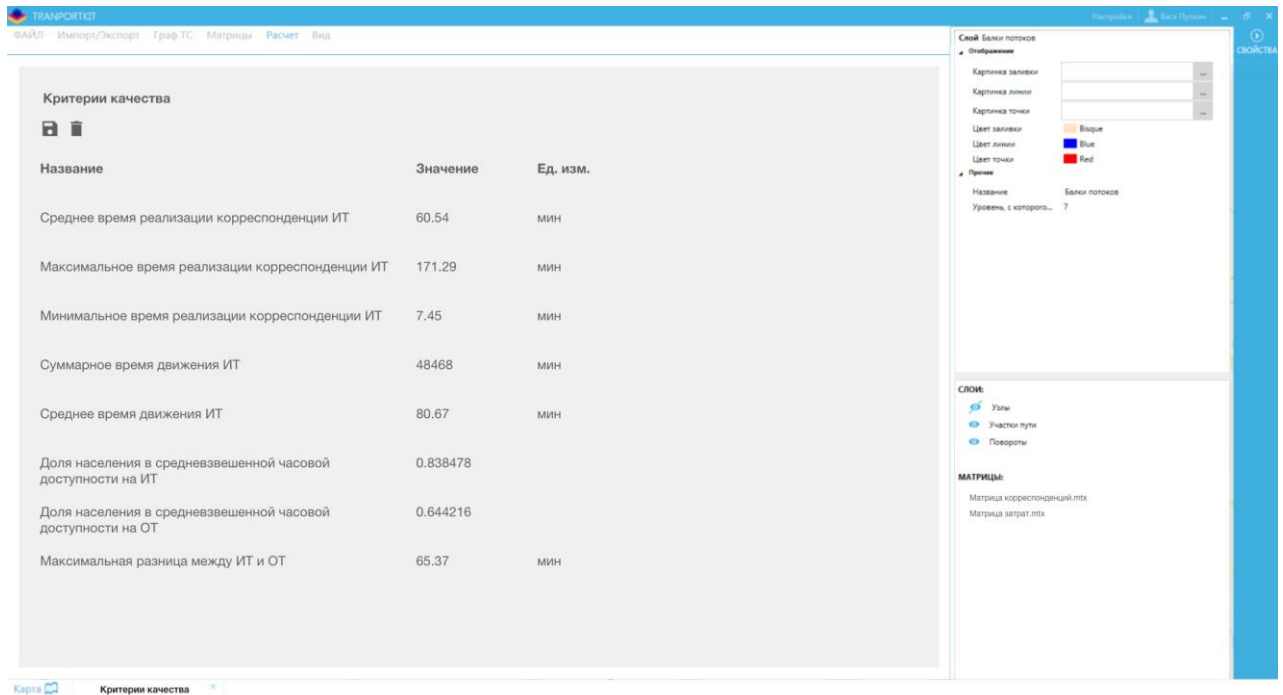 TRANPORTKIT
Настройки
Вася Пупкин
ФАЙЛ Импорт/Экспорт Граф ТС Матрицы Расчет Вид
СВОЙСТВА
Критерии качества
Название Значение Ед. изм.
Среднее время реализации корреспонденции ИТ 60.54 мин
Максимальное время реализации корреспонденции ИТ 171.29 мин
Минимальное время реализации корреспонденции ИТ 7.45 мин
Суммарное время движения ИТ 48468 мин
Среднее время движения ИТ 80.67 мин
Доля населения в средневзвешенной часовой
доступности на ИТ 0.838478
Доля населения в средневзвешенной часовой
доступности на ОТ 0.644216
Максимальная разница между ИТ и ОТ 65.37 мин
Слой Балки потоков
Отображение
Картинка заливки ...
Картинка линии ...
Картинка точки ...
Цвет заливки Bisque
Цвет линии Blue
Цвет точки Red
Прочее
Название Балки потоков
Уровень, с которого... 7
СЛОИ:
Узлы
Участки пути
Повороты
МАТРИЦЫ:
Матрица корреспонденций.mtx
Матрица затрат.mtx
Карта Критерии качества